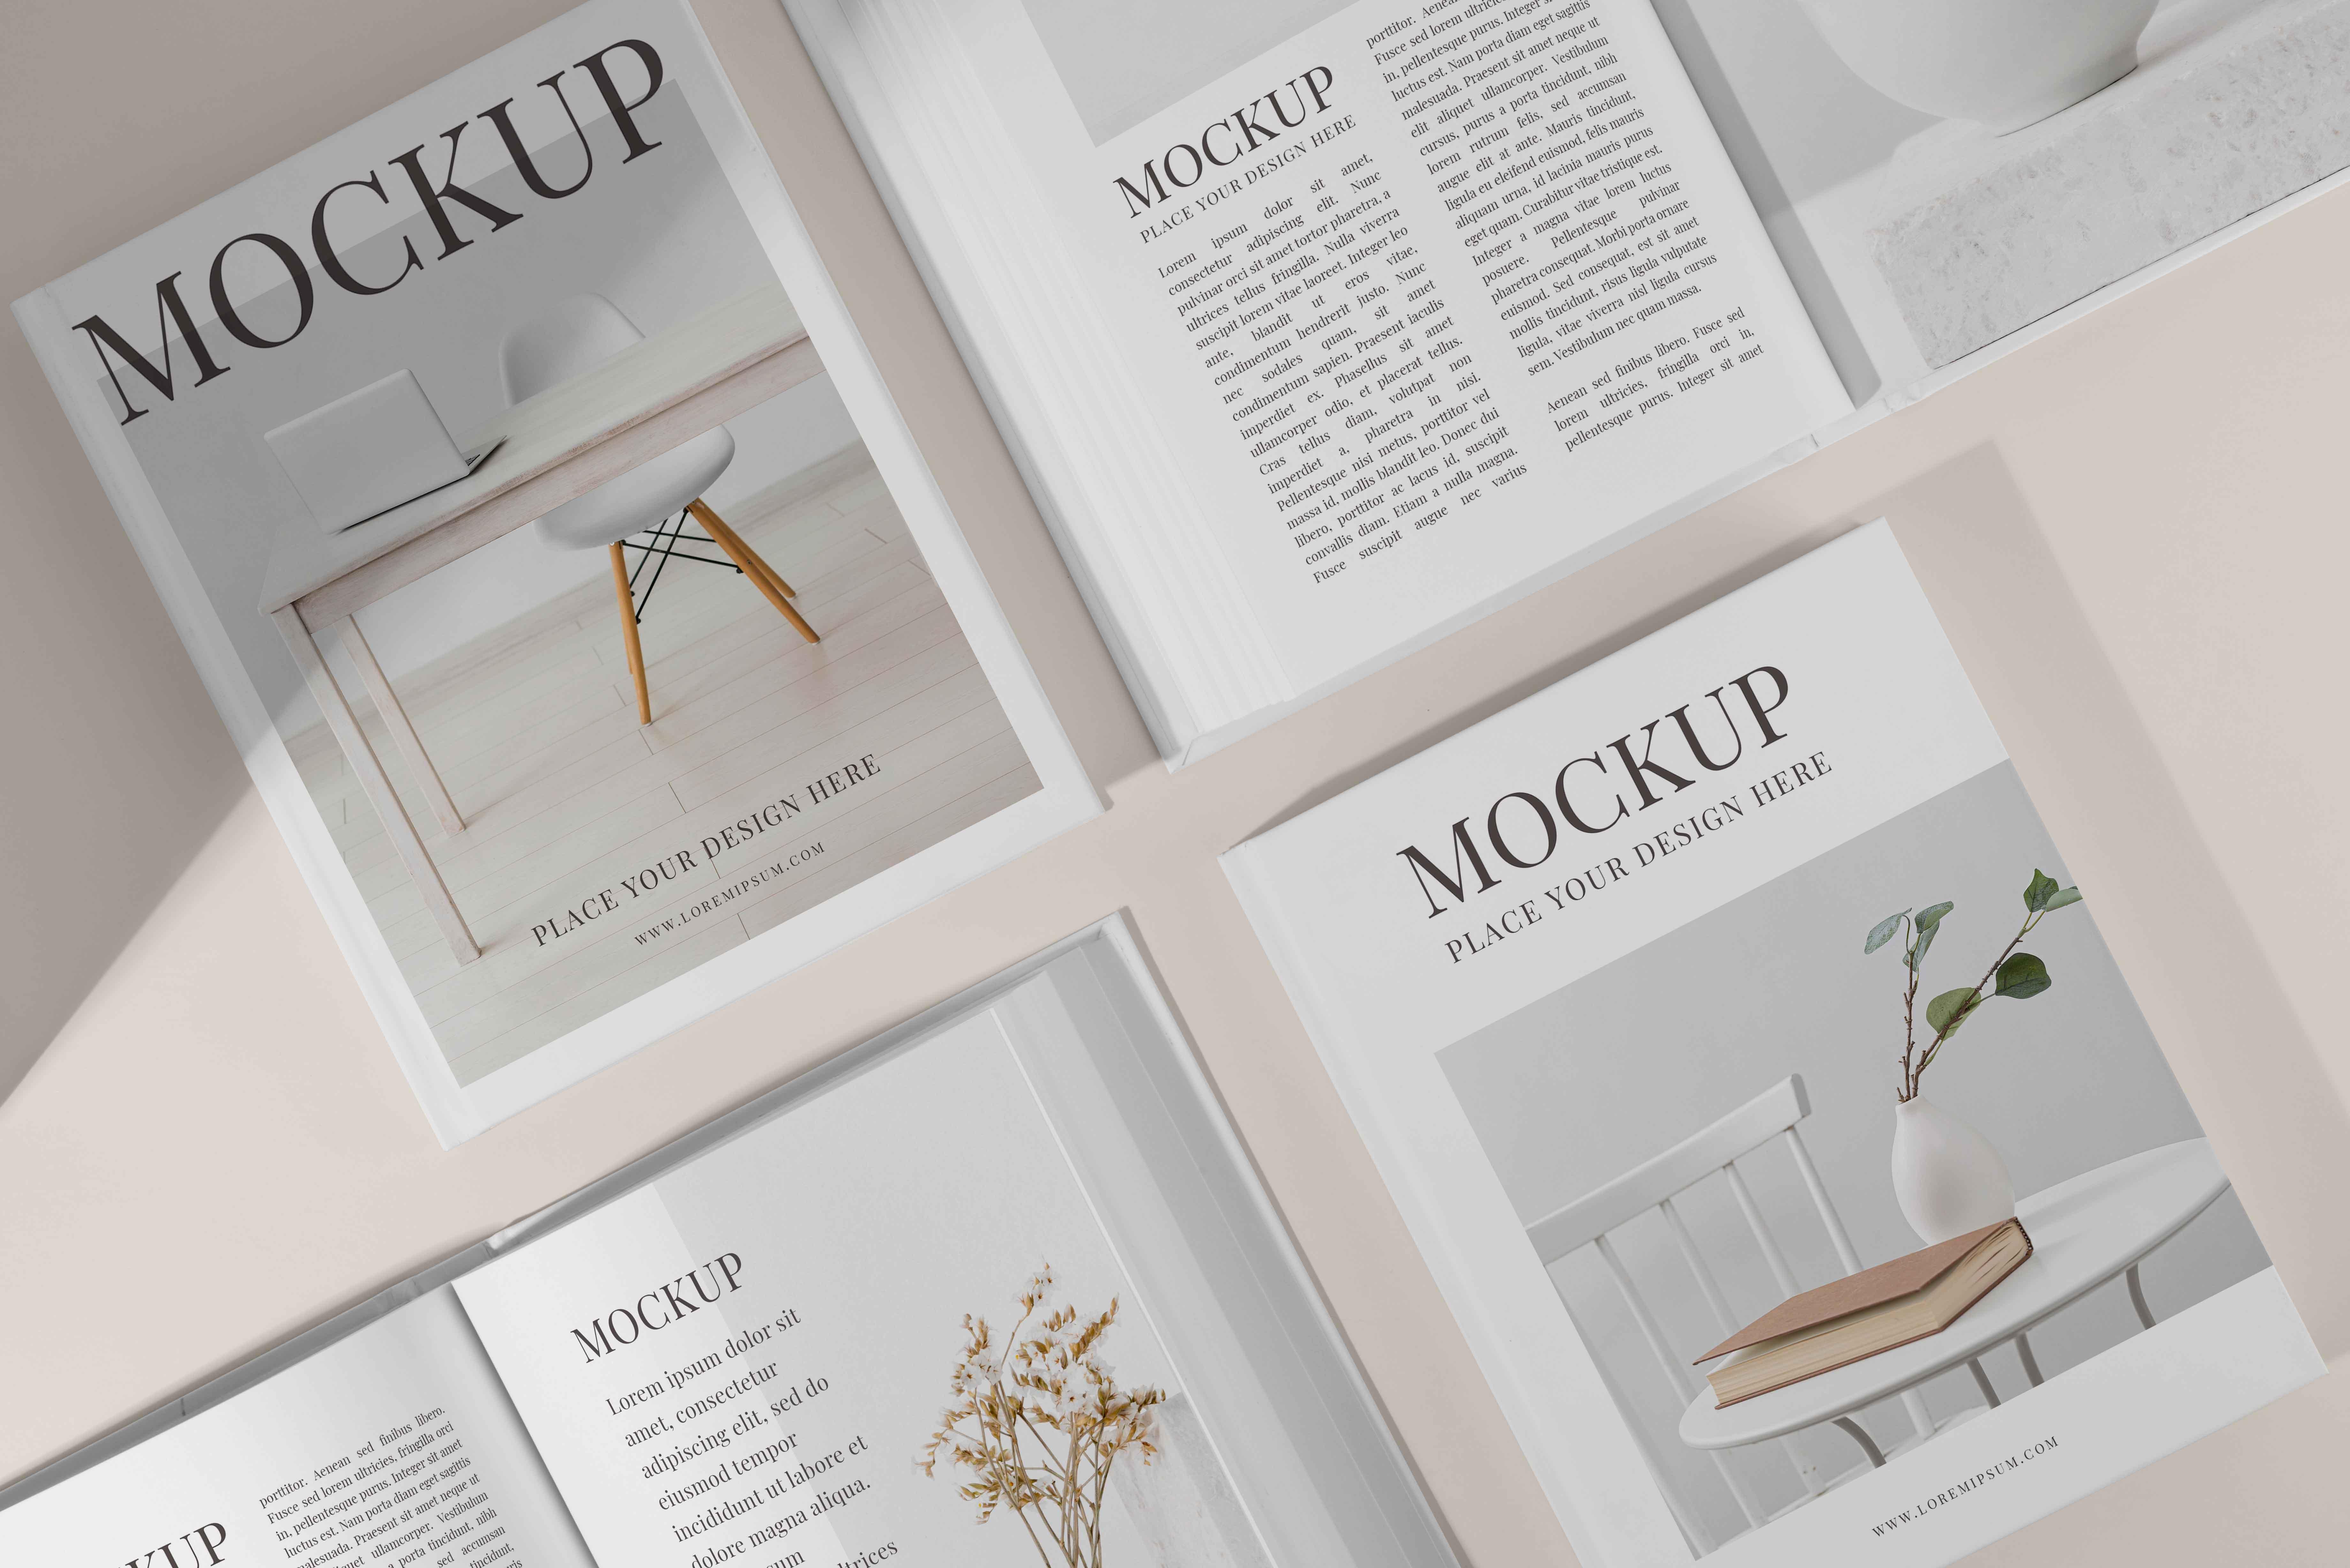 MOCKUP
PLACE YOUR DESIGN HERE
WWW.LOREMIPSUM.COM
MOCKUP
PLACE YOUR DESIGN HERE
Lorem ipsum dolor sit amet,
consectetur adipiscing elit. Nunc
pulvinar orci sit amet tortor pharetra, a
ultrices tellus fringilla. Nulla viverra
suscipit lorem vitae laoreet. Integer leo
ante, blandit ut eros vitae,
condimentum hendrerit justo. Nunc
nec sodales quam, sit amet
condimentum sapien. Praesent iaculis
imperdiet ex. Phasellus sit amet
ullamcorper odio, et placerat tellus.
Cras tellus diam, volutpat non
imperdiet a, pharetra in nisi.
Pellentesque nisi metus, porttitor vel
massa id, mollis blandit leo. Donec dui
libero, porttitor ac lacus id, suscipit
convallis diam. Etiam a nulla magna.
Fusce suscipit augue nec varius
porttitor. Aenean
Fusce sed lorem ultricies,
in, pellentesque purus. Integer
luctus est. Nam porta diam eget sagittis
malesuada. Praesent sit amet neque ut
elit aliquet ullamcorper. Vestibulum
cursus, purus a porta tincidunt, nibh
lorem rutrum felis, sed accumsan
augue elit at ante. Mauris tincidunt,
ligula eu eleifend euismod, felis mauris
aliquam urna, id lacinia mauris purus
eget quam. Curabitur vitae tristique est.
Integer a magna vitae lorem luctus
posuere. Pellentesque pulvinar
pharetra consequat. Morbi porta ornare
euismod. Sed consequat, est sit amet
mollis tincidunt, risus ligula vulputate
ligula, vitae viverra nisl ligula cursus
sem. Vestibulum nec quam massa.
Aenean sed finibus libero. Fusce sed
lorem ultricies, fringilla orci in,
pellentesque purus. Integer sit amet
MOCKUP
PLACE YOUR DESIGN HERE
WWW.LOREMIPSUM.COM
KUP
porttitor. Aenean sed finibus libero.
Fusce sed lorem ultricies, fringilla orci
in, pellentesque purus. Integer sit amet
luctus est. Nam porta diam eget sagittis
malesuada. Praesent sit amet neque ut
ullamcorper. Vestibulum
porta tincidunt, nibh
sed accumsan
tincidunt,
MOCKUP
Lorem ipsum dolor sit
amet, consectetur
adipiscing elit, sed do
eiusmod tempor
incididunt ut labore et
dolore magna aliqua.